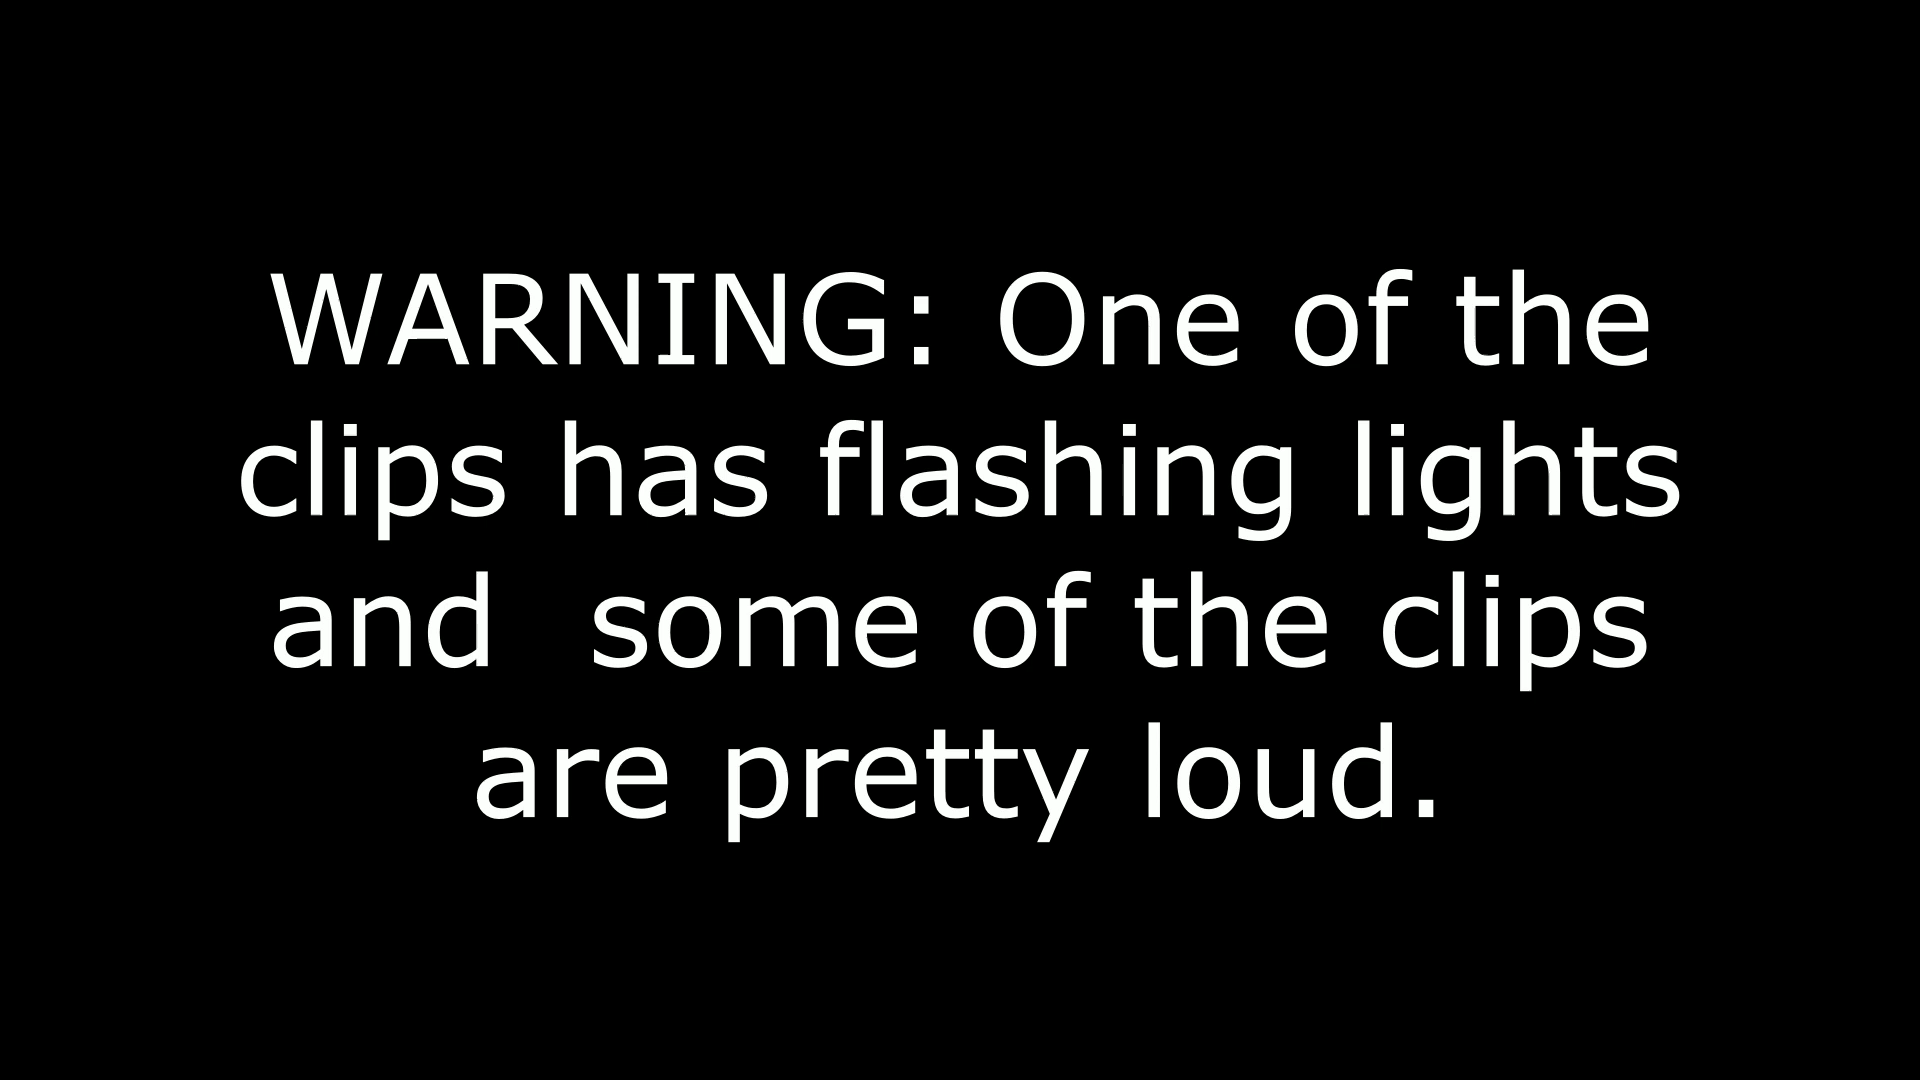 WARNING: One of the
clips has flashing lights
and  some of the clips
are pretty loud.